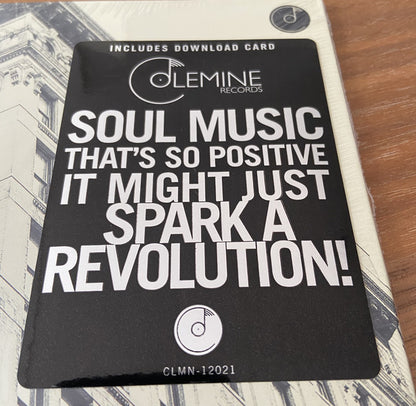 INCLUDES DOWNLOAD CARD
COLEMINE
RECORDS
SOUL MUSIC
THAT'S SO POSITIVE
IT MIGHT JUST
SPARK A
REVOLUTION!
CLMN-12021